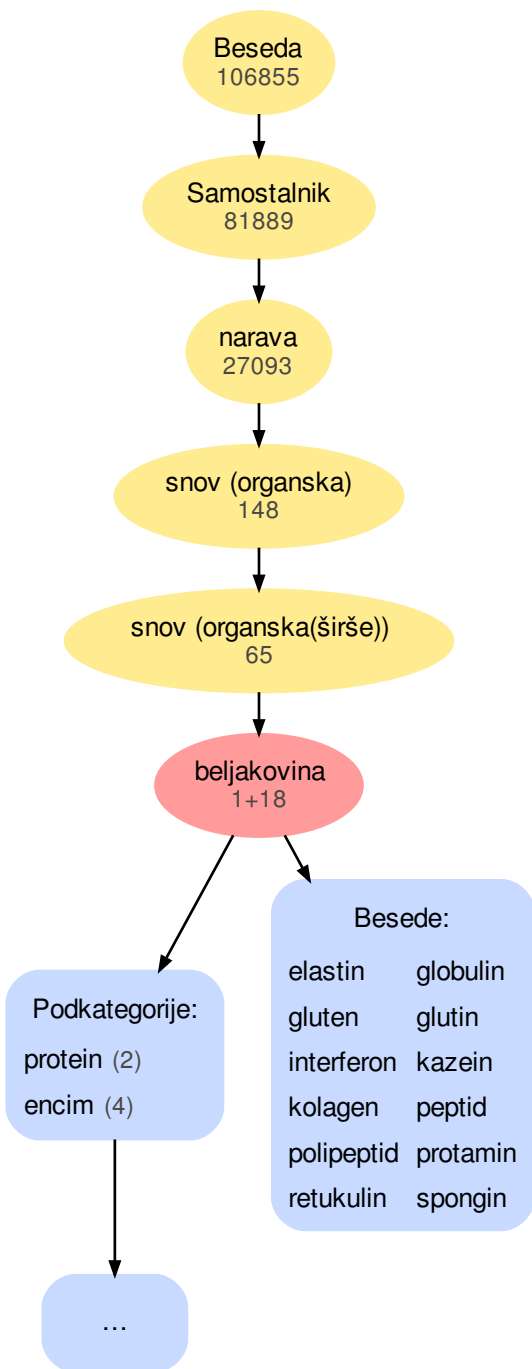 Beseda
106855
Samostalnik
81889
narava
27093
snov (organska)
148
snov (organska(širše))
65
beljakovina
1+18
Podkategorije:
protein (2)
encim (4)
...
Besede:
elastin globulin
gluten glutin
interferon kazein
kolagen peptid
polipeptid protamin
retukulin spongin